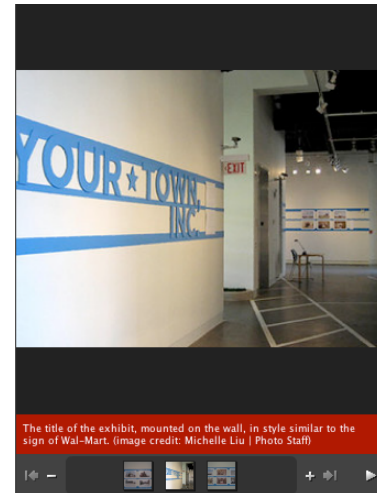 YOUR★TOWN,
INC.
EXIT
The title of the exhibit, mounted on the wall, in style similar to the
sign of Wal-Mart. (image credit: Michelle Liu | Photo Staff)